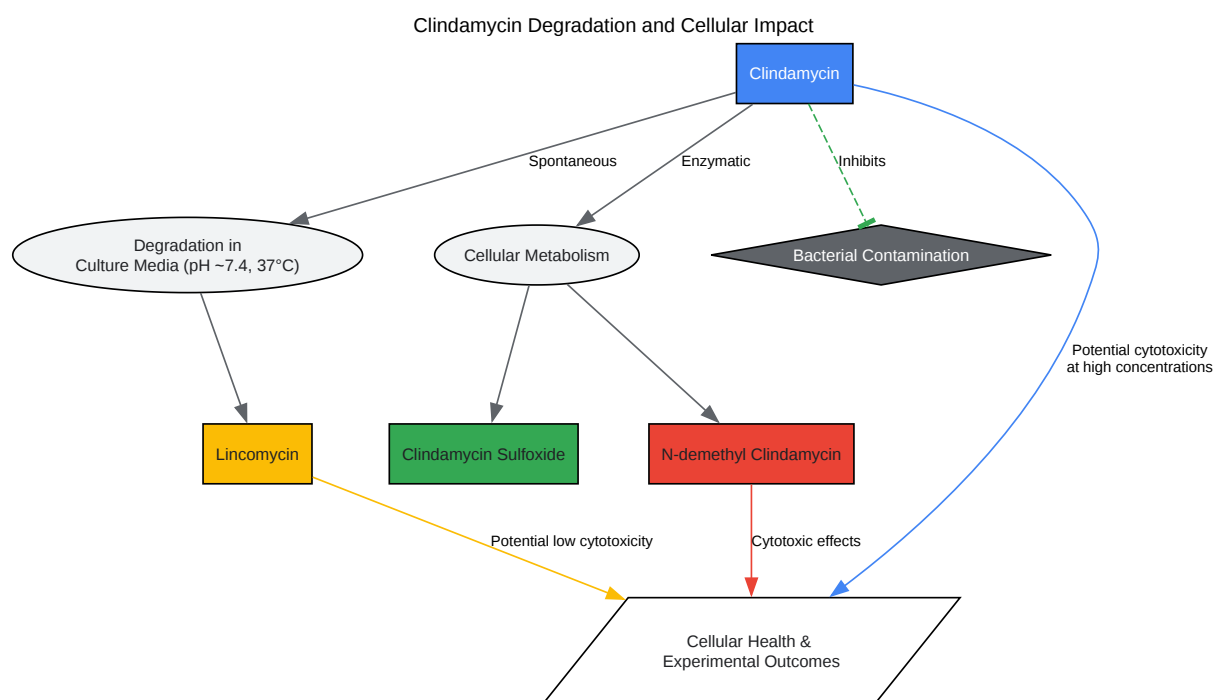 Clindamycin Degradation and Cellular Impact
Clindamycin
Spontaneous
Enzymatic
Inhibits
Degradation in
Culture Media (pH ~7.4, 37°C)
Cellular Metabolism
Bacterial Contamination
Potential cytotoxicity
at high concentrations
Lincomycin
Clindamycin Sulfoxide
N-demethyl Clindamycin
Potential low cytotoxicity
Cytotoxic effects
Cellular Health &
Experimental Outcomes